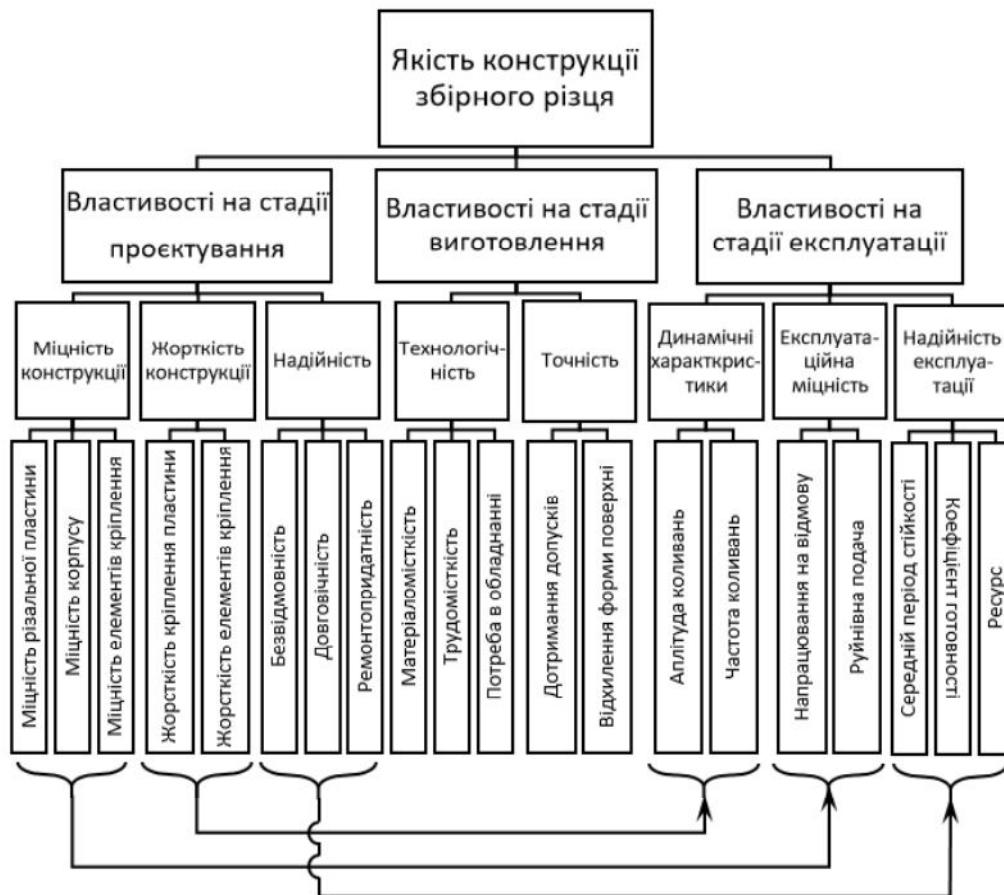 Якість конструкції
збірного різця
Властивості на стадії
проєктування
Властивості на стадії
виготовлення
Властивості на
стадії експлуатації
Міцність
конструкції
Жорткість
конструкції
Надійність
Технологіч-
ність
Точність
Динамічні
характкрис-
тики
Експлуата-
ційна
міцність
Надійність
експлуа-
тації
Міцність різальної пластини
Міцність корпусу
Міцність елементів кріплення
Жорсткість кріплення пластини
Жорсткість елементів кріплення
Безвідмовність
Довговічність
Ремонтопридатність
Матеріаломісткість
Трудомісткість
Потреба в обладнанні
Дотримання допусків
Відхилення форми поверхні
Аплітуда коливань
Частота коливань
Напрацювання на відмову
Руйнівна подача
Середній період стійкості
Коефіцієнт готовності
Ресурс